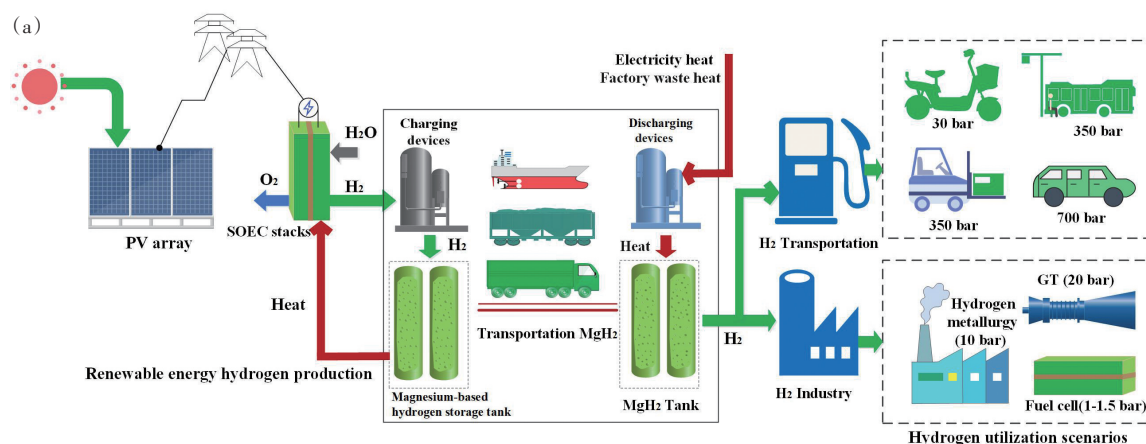 (a)
Electricity heat
Factory waste heat
30 bar
350 bar
350 bar
700 bar
H₂O
O₂
H₂
PV array
SOEC stacks
Charging
devices
Discharging
devices
H₂
Heat
Heat
Transportation MgH₂
Renewable energy hydrogen production
Magnesium-based
hydrogen storage tank
MgH₂ Tank
H₂
H₂ Transportation
H₂ Industry
GT (20 bar)
Hydrogen
metallurgy
(10 bar)
Fuel cell(1-1.5 bar)
Hydrogen utilization scenarios